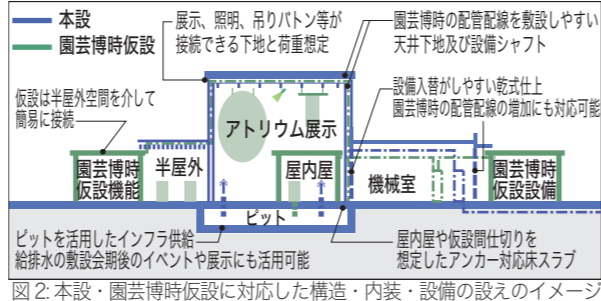 本設
園芸博時仮設
展示、照明、吊りバトン等が
接続できる下地と荷重想定
園芸博時の配管配線を敷設しやすい
天井下地及び設備シャフト
仮設は半屋外空間を介して
簡易に接続
設備入替がしやすい乾式仕上
園芸博時の配管配線の増加にも対応可能
アトリウム展示
園芸博時
仮設機能
半屋外
屋内屋
機械室
園芸博時
仮設設備
ピット
ピットを活用したインフラ供給
給排水の敷設会期後のイベントや展示にも活用可能
屋内屋や仮設間仕切りを
想定したアンカー対応床スラブ
図2:本設・園芸博時仮設に対応した構造・内装・設備の設えのイメージ